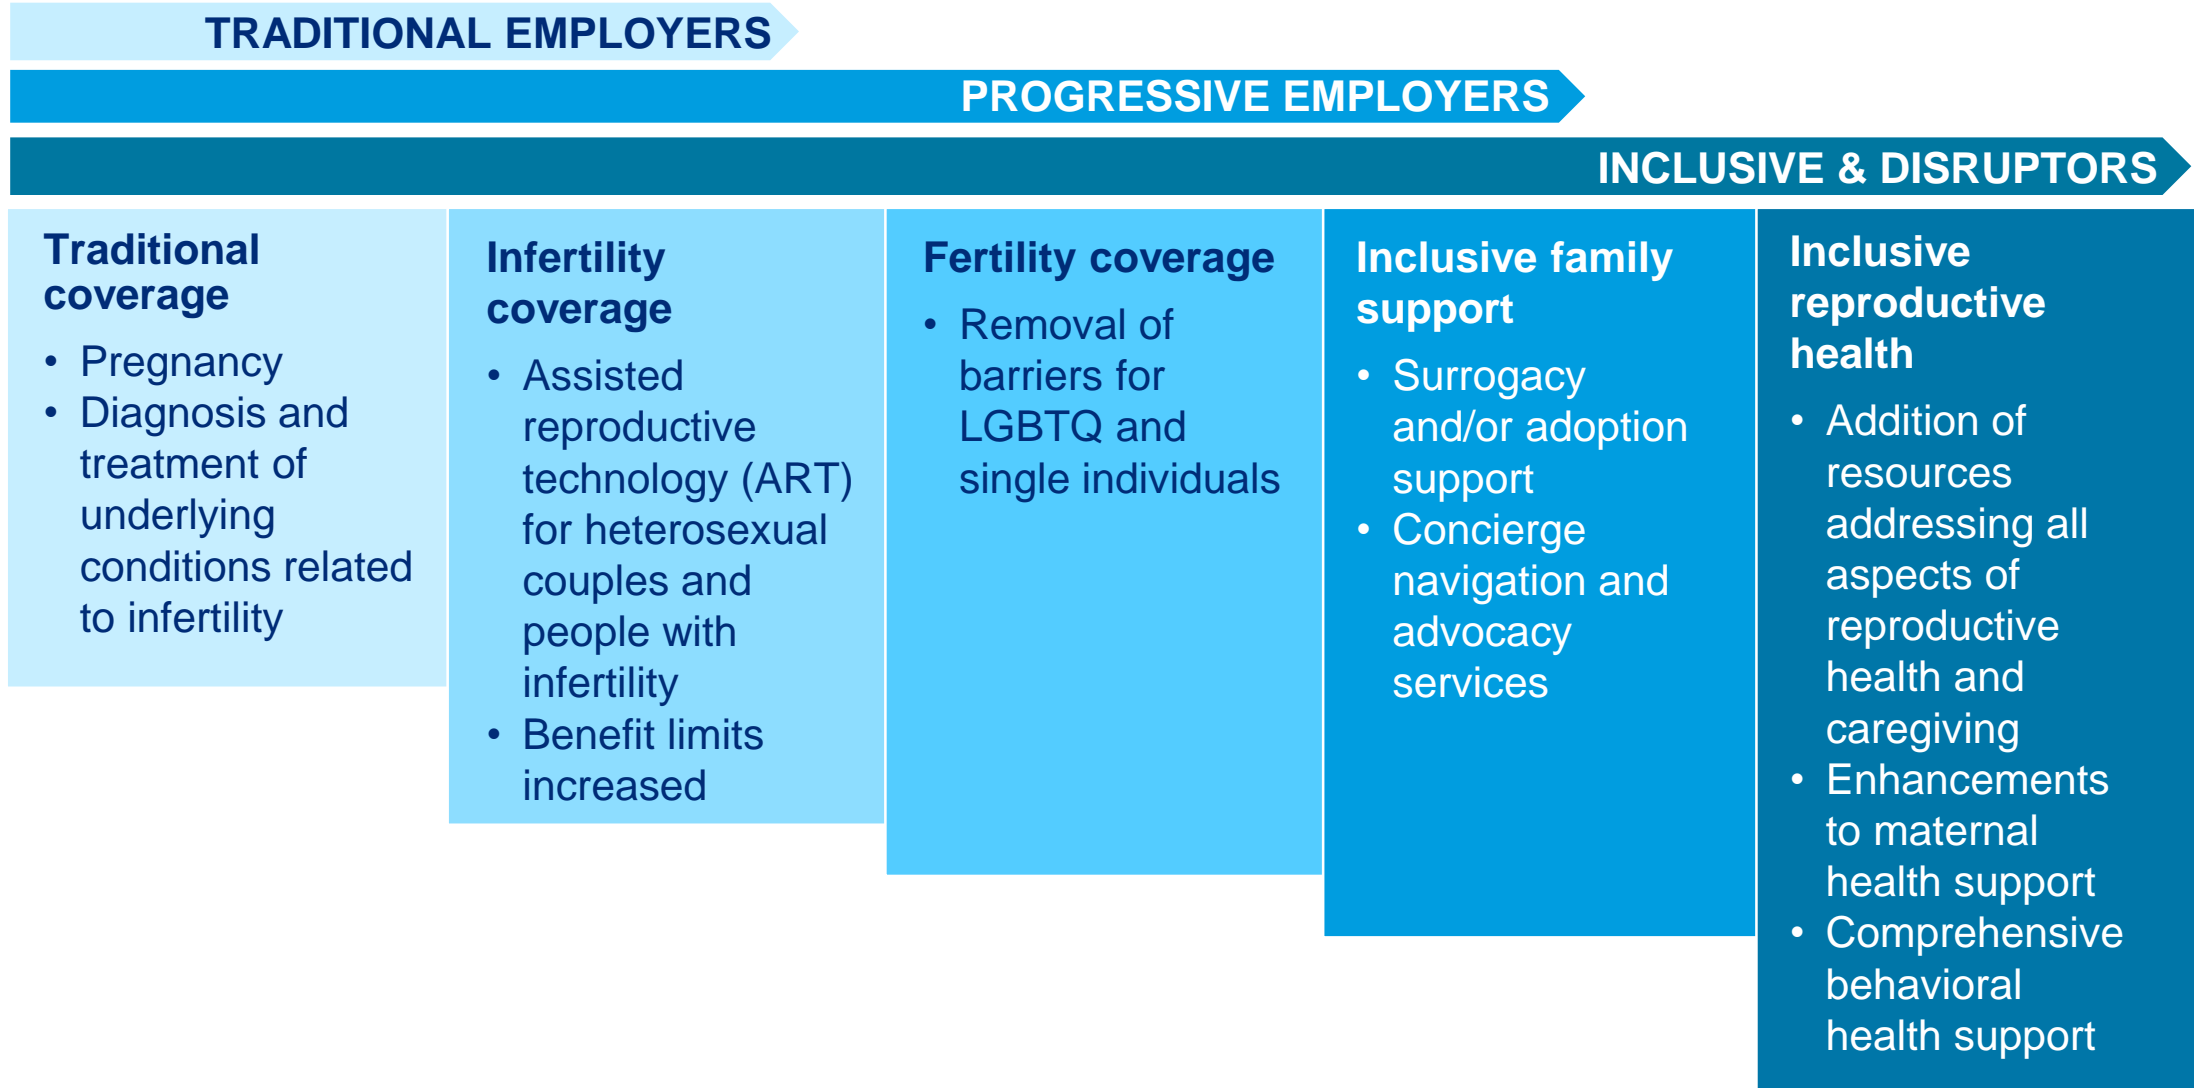 TRADITIONAL EMPLOYERS
PROGRESSIVE EMPLOYERS
INCLUSIVE & DISRUPTORS
Traditional
coverage
• Pregnancy
• Diagnosis and
treatment of
underlying
conditions related
to infertility
Infertility
coverage
• Assisted
reproductive
technology (ART)
for heterosexual
couples and
people with
infertility
• Benefit limits
increased
Fertility coverage
• Removal of
barriers for
LGBTQ and
single individuals
Inclusive family
support
• Surrogacy
and/or adoption
support
• Concierge
navigation and
advocacy
services
Inclusive
reproductive
health
• Addition of
resources
addressing all
aspects of
reproductive
health and
caregiving
• Enhancements
to maternal
health support
• Comprehensive
behavioral
health support